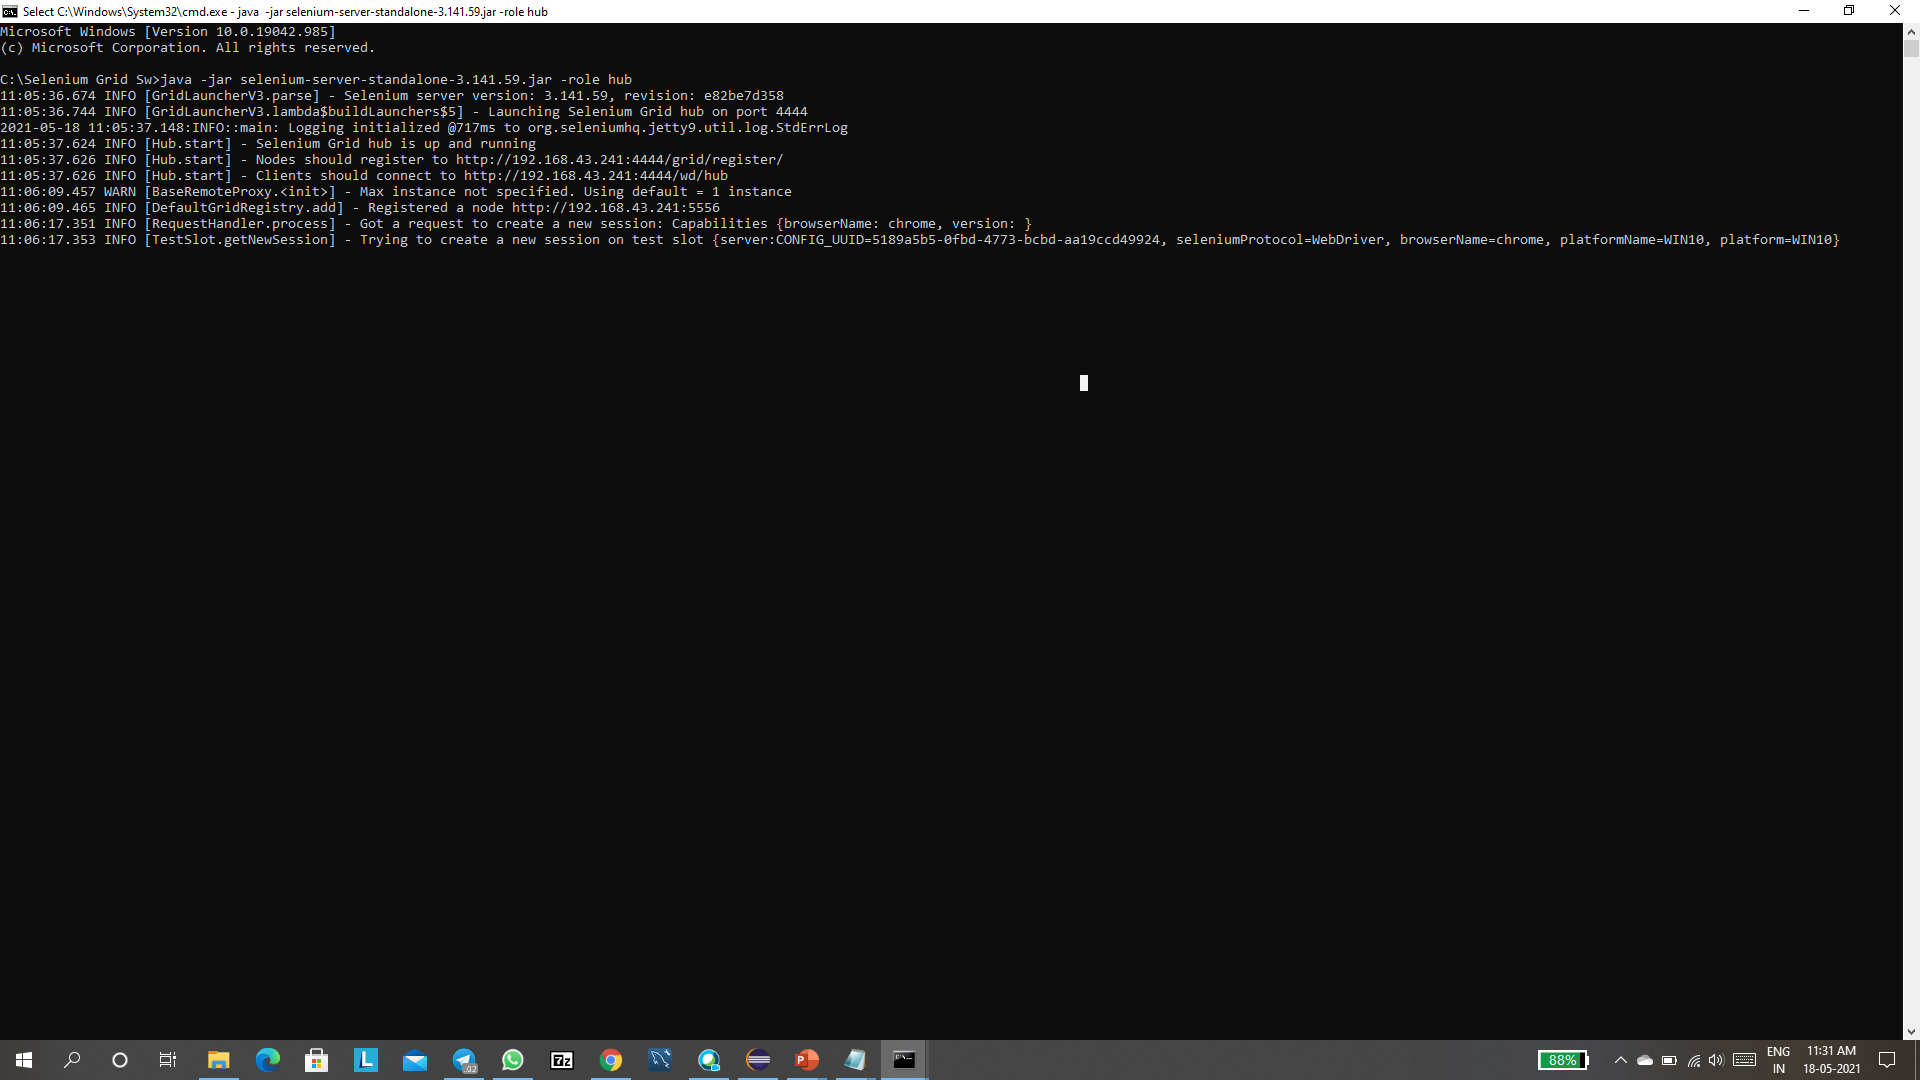 Select C:\Windows\System32\cmd.exe - java  -jar selenium-server-standalone-3.141.59.jar -role hub
Microsoft Windows [Version 10.0.19042.985]
(c) Microsoft Corporation. All rights reserved.
C:\Selenium Grid Sw>java -jar selenium-server-standalone-3.141.59.jar -role hub
11:05:36.674 INFO [GridLauncherV3.parse] - Selenium server version: 3.141.59, revision: e82be7d358
11:05:36.744 INFO [GridLauncherV3.lambda$buildLaunchers$5] - Launching Selenium Grid hub on port 4444
2021-05-18 11:05:37.148:INFO::main: Logging initialized @717ms to org.seleniumhq.jetty9.util.log.StdErrLog
11:05:37.624 INFO [Hub.start] - Selenium Grid hub is up and running
11:05:37.626 INFO [Hub.start] - Nodes should register to http://192.168.43.241:4444/grid/register/
11:05:37.626 INFO [Hub.start] - Clients should connect to http://192.168.43.241:4444/wd/hub
11:06:09.457 WARN [BaseRemoteProxy.<init>] - Max instance not specified. Using default = 1 instance
11:06:09.465 INFO [DefaultGridRegistry.add] - Registered a node http://192.168.43.241:5556
11:06:17.351 INFO [RequestHandler.process] - Got a request to create a new session: Capabilities {browserName: chrome, version: }
11:06:17.353 INFO [TestSlot.getNewSession] - Trying to create a new session on test slot {server:CONFIG_UUID=5189a5b5-0fbd-4773-bcbd-aa19ccd49924, seleniumProtocol=WebDriver, browserName=chrome, platformName=WIN10, platform=WIN10}
L
.02
7z
P
C:\_
88%
ENG
IN
11:31 AM
18-05-2021